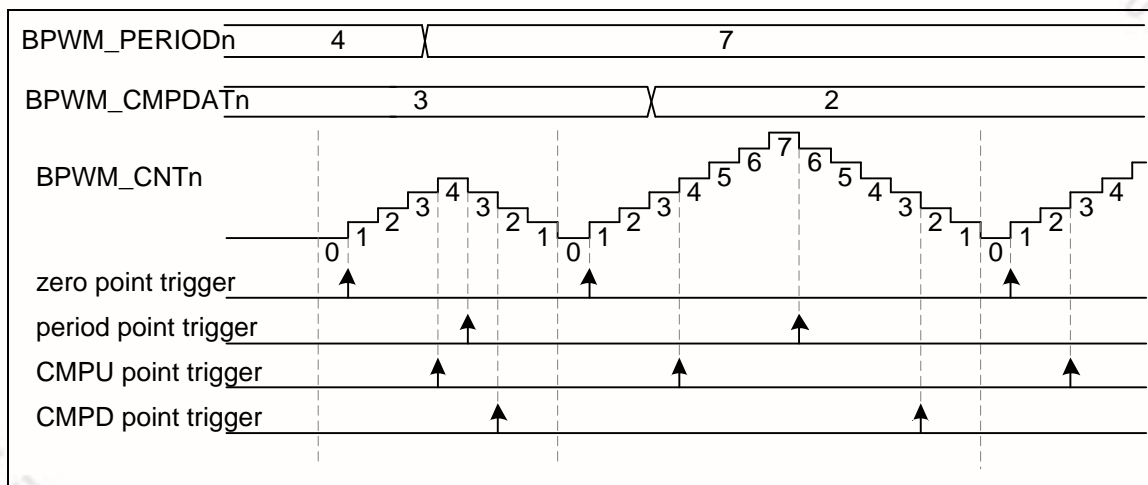 BPWM_PERIODn 4 7
BPWM_CMPDATn 3 2
BPWM_CNTn
0 1 2 3 4 3 2 1 0 1 2 3 4 5 6 7 6 5 4 3 2 1 0 1 2 3 4
zero point trigger
period point trigger
CMPU point trigger
CMPD point trigger